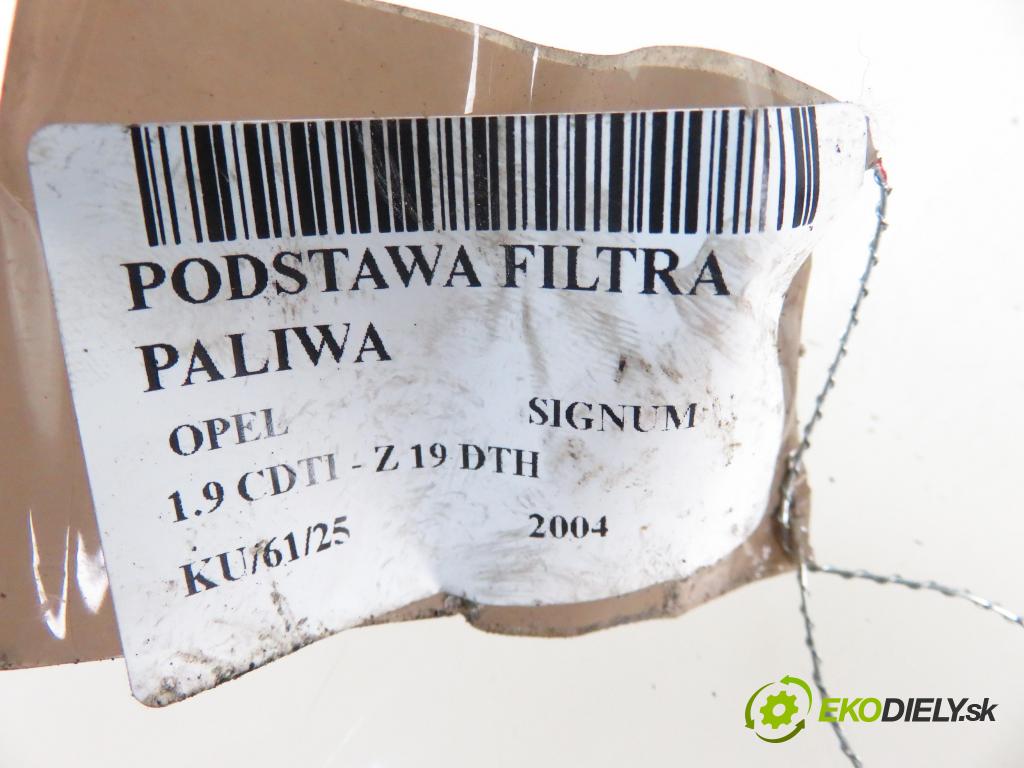 PODSTAWA FILTRA
PALIWA
OPEL SIGNUM
1.9 CDTI - Z 19 DTH
KU/61/25 2004
EKODIELY.sk